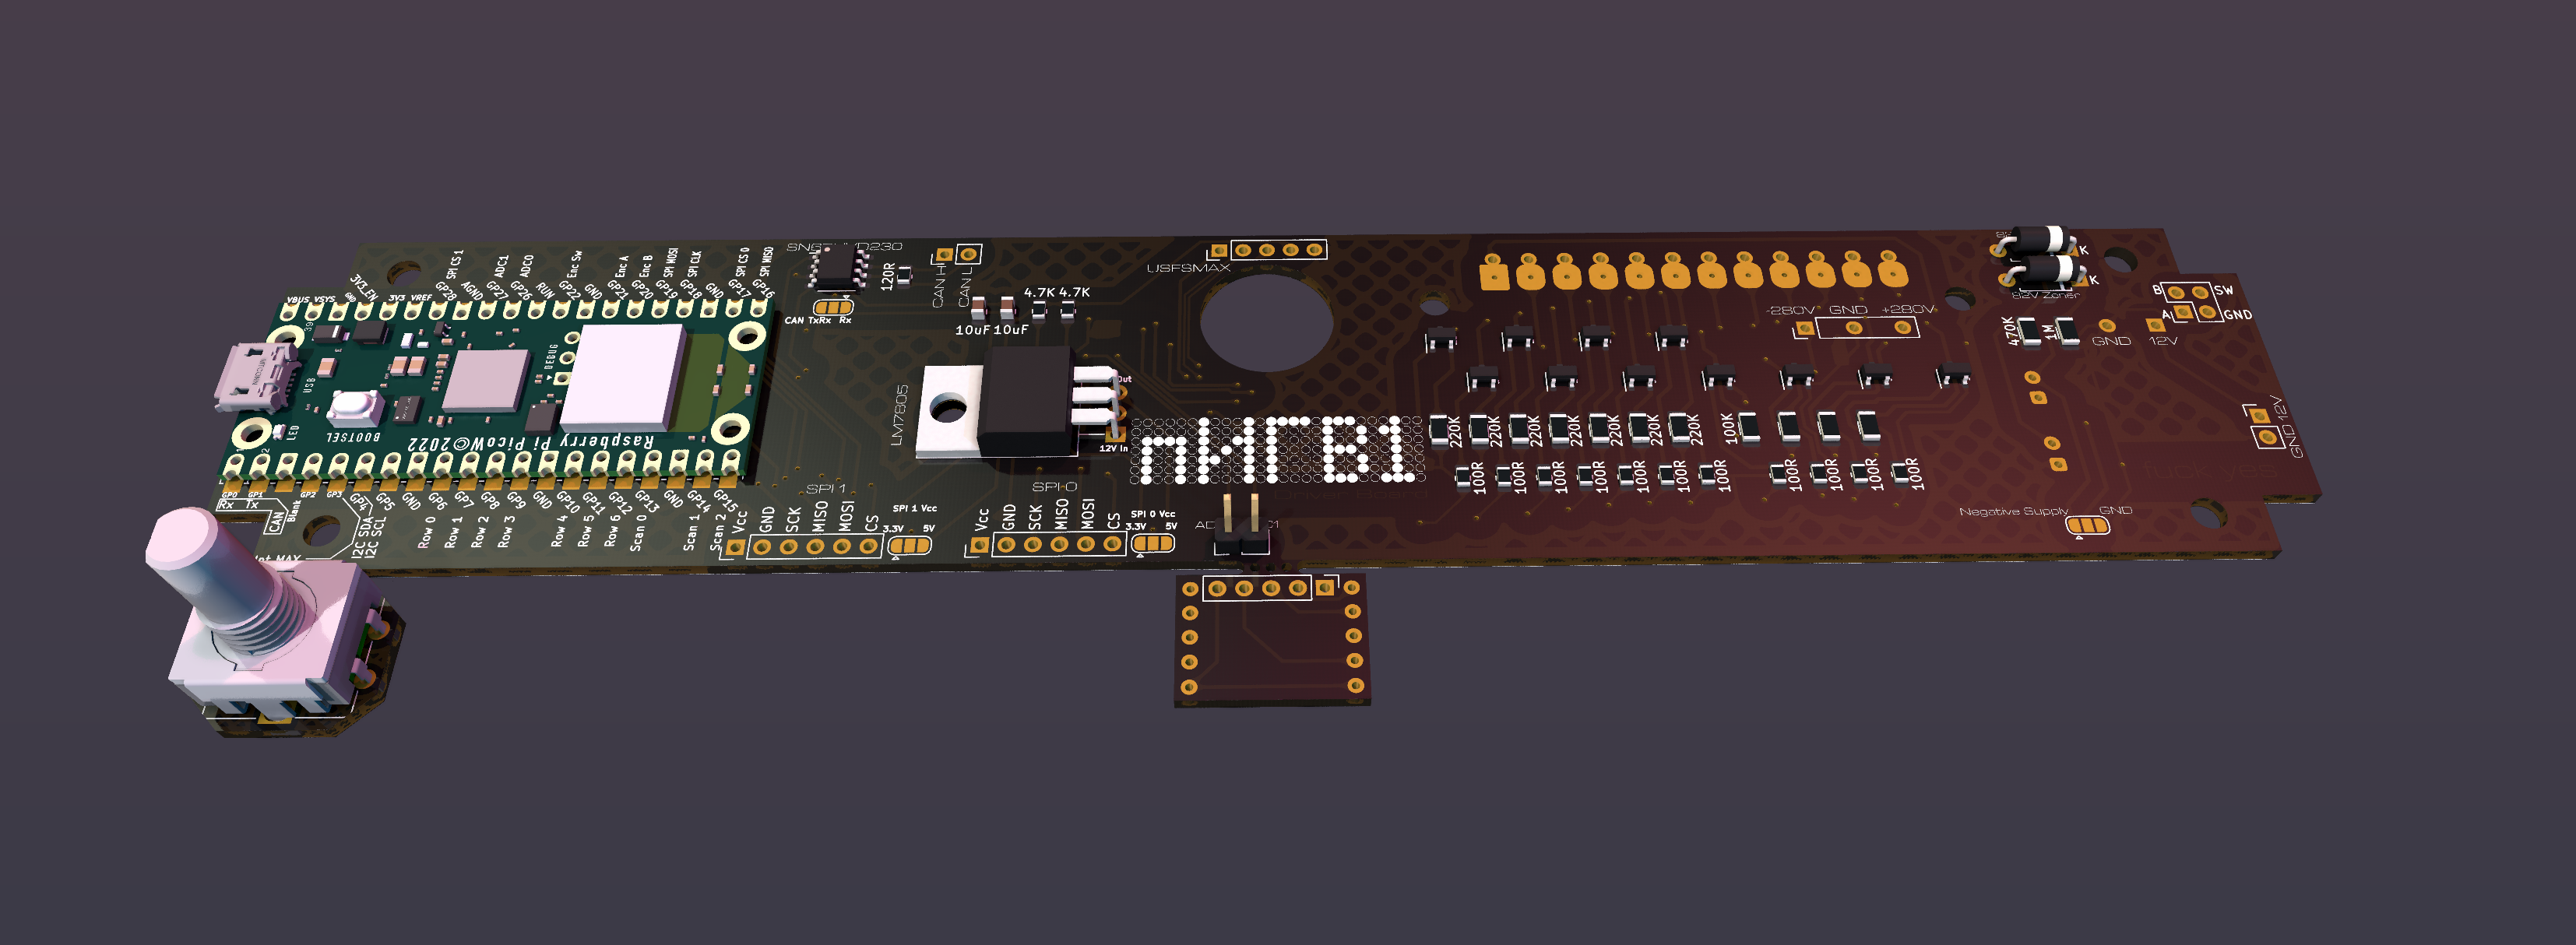 SPI CS 1
ADC1
ADC0
Enc Sw
Enc A
Enc B
SPI MOSI
SPI CLK
SPI CS 0
SPI MISO
VBUS VSYS
3V3_EN
3V3 VREF
GP28
AGND
GP27
GP26
RUN
GP22
GND
GP21
GP20
GP19
GP18
GND
GP17
GP16
CAN TxRx Rx
120R
CAN HI
CAN L
USFSMAX
4.7K 4.7K
10uF 10uF
-280V GND +280V
K
K
82V Zener
B
SW
A
GND
470K
1M
GND
12V
USB
DEBUG
BOOTSEL
LED
Raspberry Pi PicoW©2022
LM7805
Out
12V In
пИГВ1
220K 220K 220K 220K 220K 220K 220K 100K
100R 100R 100R 100R 100R 100R 100R 100R 100R 100R 100R
12V
GND
GP0 GP1 GP2 GP3 GP4 GP5 GND GP6 GP7 GP8 GP9 GND GP10 GP11 GP12 GP13 GND GP14 GP15
Rx Tx
CAN
Blank
I2C SDA
I2C SCL
Row 0
Row 1
Row 2
Row 3
Row 4
Row 5
Row 6
Scan 0
Scan 1
Scan 2
SPI 1
Vcc GND SCK MISO MOSI CS
SPI 1 Vcc
3.3V 5V
SPI 0
Vcc GND SCK MISO MOSI CS
SPI 0 Vcc
3.3V 5V
Negative Supply GND